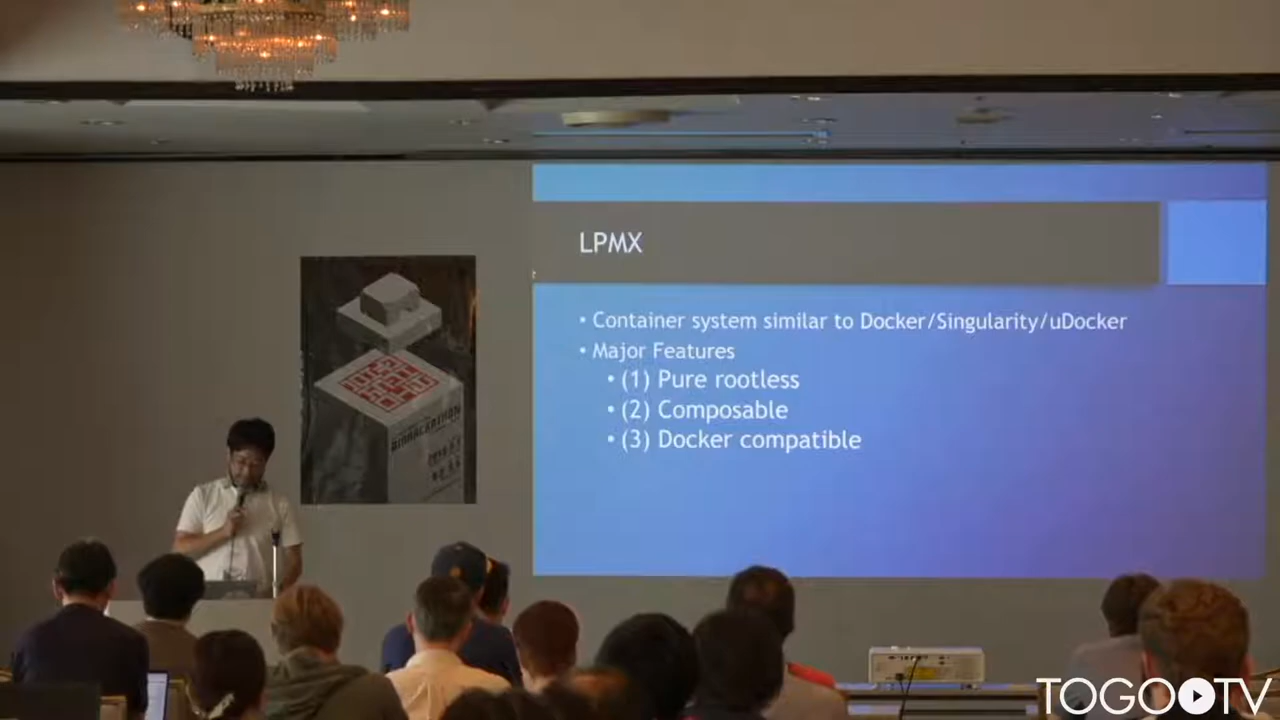 LPMX
• Container system similar to Docker/Singularity/uDocker
• Major Features
• (1) Pure rootless
• (2) Composable
• (3) Docker compatible
BIOHACKATHON
TOGOTV